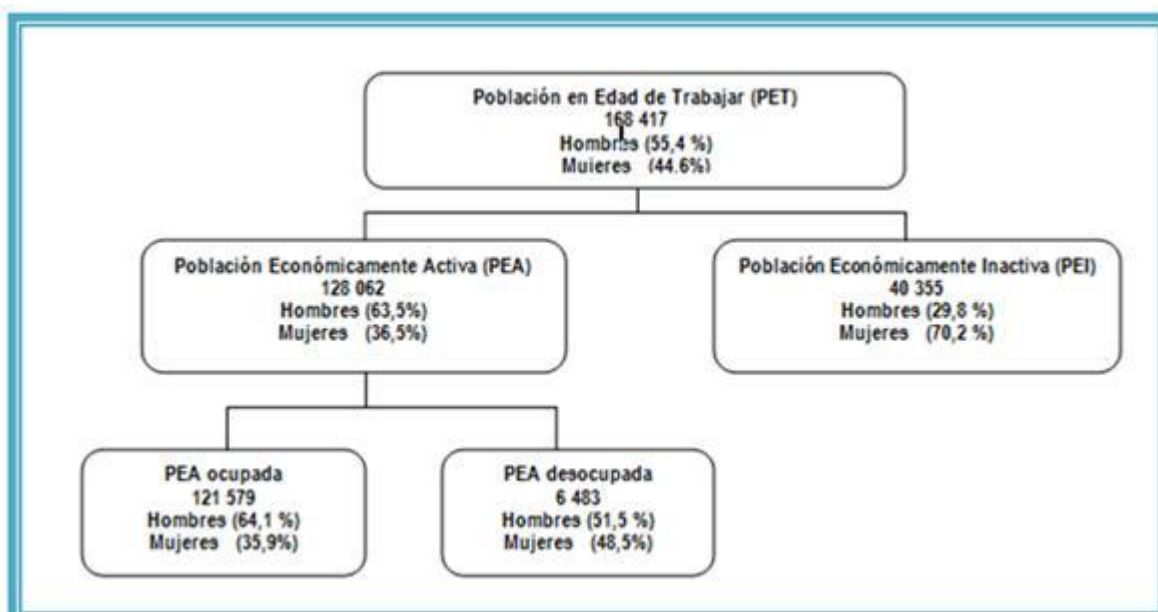 Población en Edad de Trabajar (PET)
168 417
Hombres (55,4 %)
Mujeres (44,6%)
Población Económicamente Activa (PEA)
128 062
Hombres (63,5%)
Mujeres (36,5%)
Población Económicamente Inactiva (PEI)
40 355
Hombres (29,8 %)
Mujeres (70,2 %)
PEA ocupada
121 579
Hombres (64,1 %)
Mujeres (35,9%)
PEA desocupada
6 483
Hombres (51,5 %)
Mujeres (48,5%)